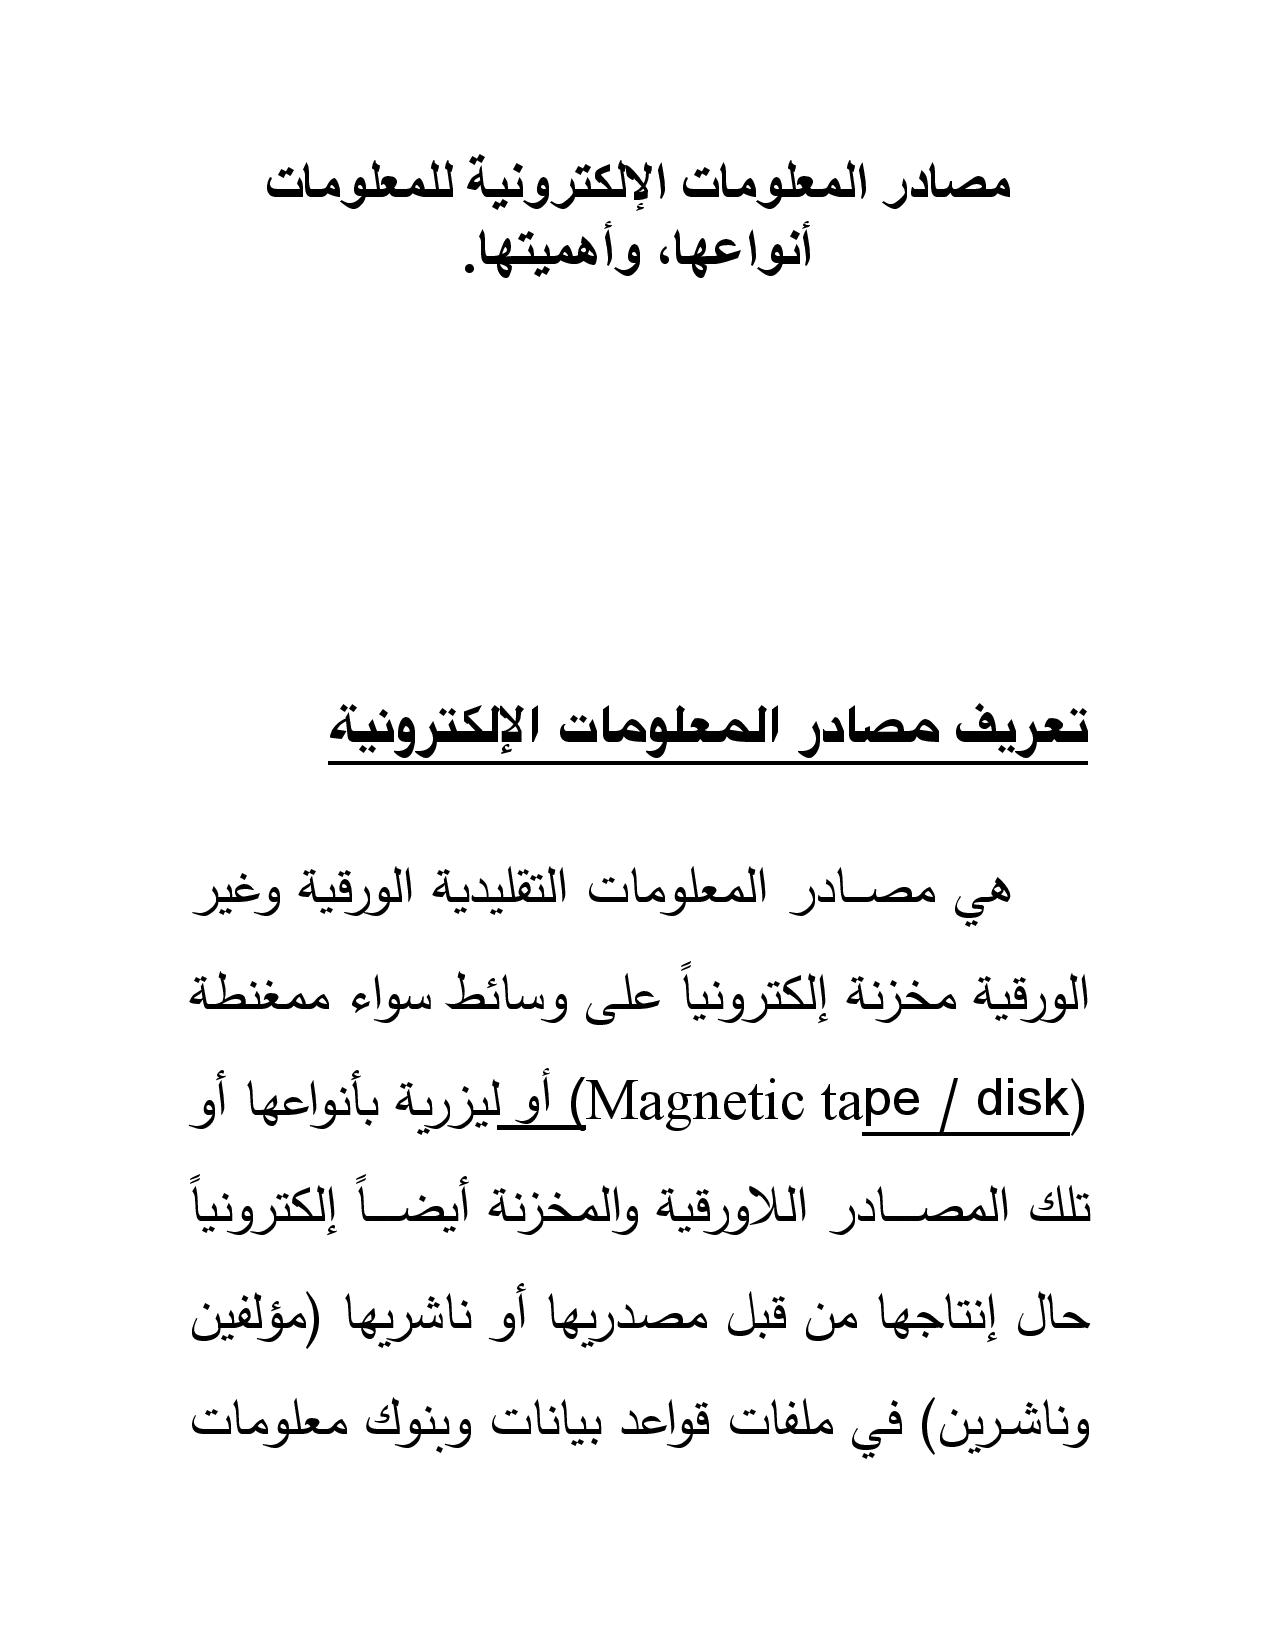 مصادر المعلومات الإلكترونية للمعلومات
أنواعها، وأهميتها.
تعريف مصادر المعلومات الإلكترونية
هي مصـادر المعلومات التقليدية الورقية وغير
الورقية مخزنة إلكترونياً على وسائط سواء ممغنطة
(Magnetic tape / disk) أو ليزرية بأنواعها أو
تلك المصـادر اللاورقية والمخزنة أيضـاً إلكترونياً
حال إنتاجها من قبل مصدريها أو ناشريها (مؤلفين
وناشرين) في ملفات قواعد بيانات وبنوك معلومات